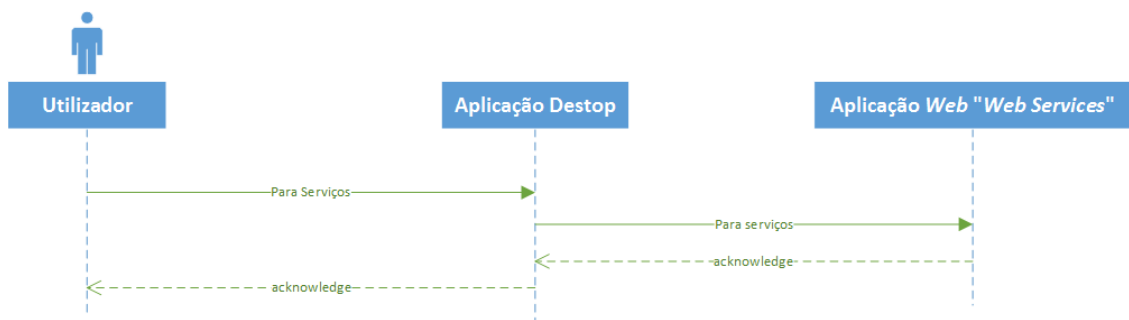 Utilizador
Aplicação Destop
Aplicação Web "Web Services"
Para Serviços
Para serviços
acknowledge
acknowledge